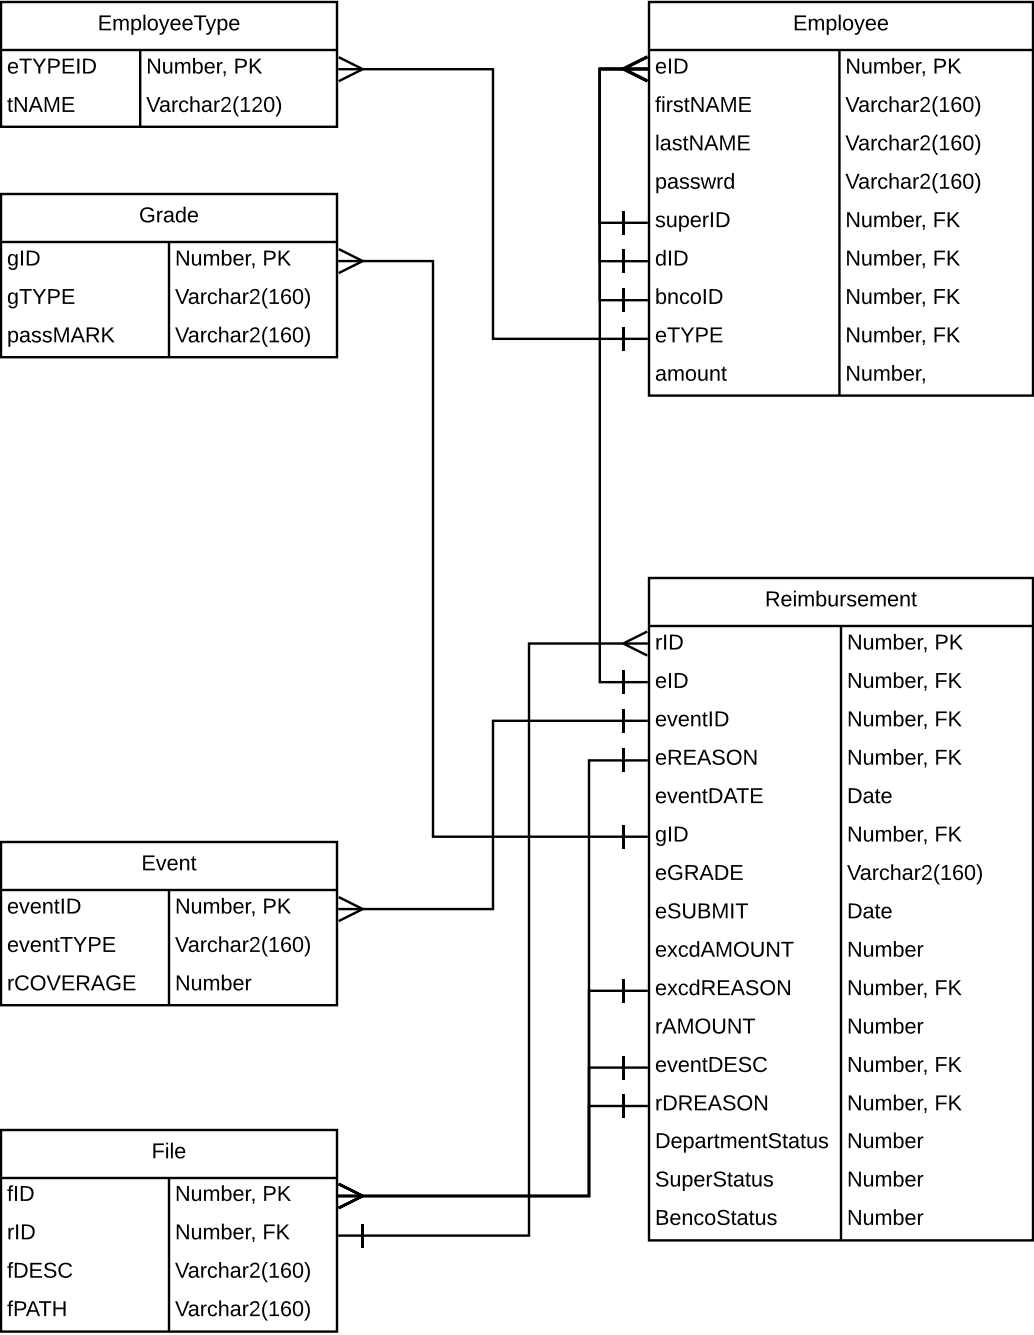 EmployeeType
eTYPEID Number, PK
tNAME Varchar2(120)
Employee
eID Number, PK
firstNAME Varchar2(160)
lastNAME Varchar2(160)
passwrd Varchar2(160)
superID Number, FK
dID Number, FK
bncoID Number, FK
eTYPE Number, FK
amount Number,
Grade
gID Number, PK
gTYPE Varchar2(160)
passMARK Varchar2(160)
Reimbursement
rID Number, PK
eID Number, FK
eventID Number, FK
eREASON Number, FK
eventDATE Date
gID Number, FK
eGRADE Varchar2(160)
eSUBMIT Date
excdAMOUNT Number
excdREASON Number, FK
rAMOUNT Number
eventDESC Number, FK
rDREASON Number, FK
DepartmentStatus Number
SuperStatus Number
BencoStatus Number
Event
eventID Number, PK
eventTYPE Varchar2(160)
rCOVERAGE Number
File
fID Number, PK
rID Number, FK
fDESC Varchar2(160)
fPATH Varchar2(160)